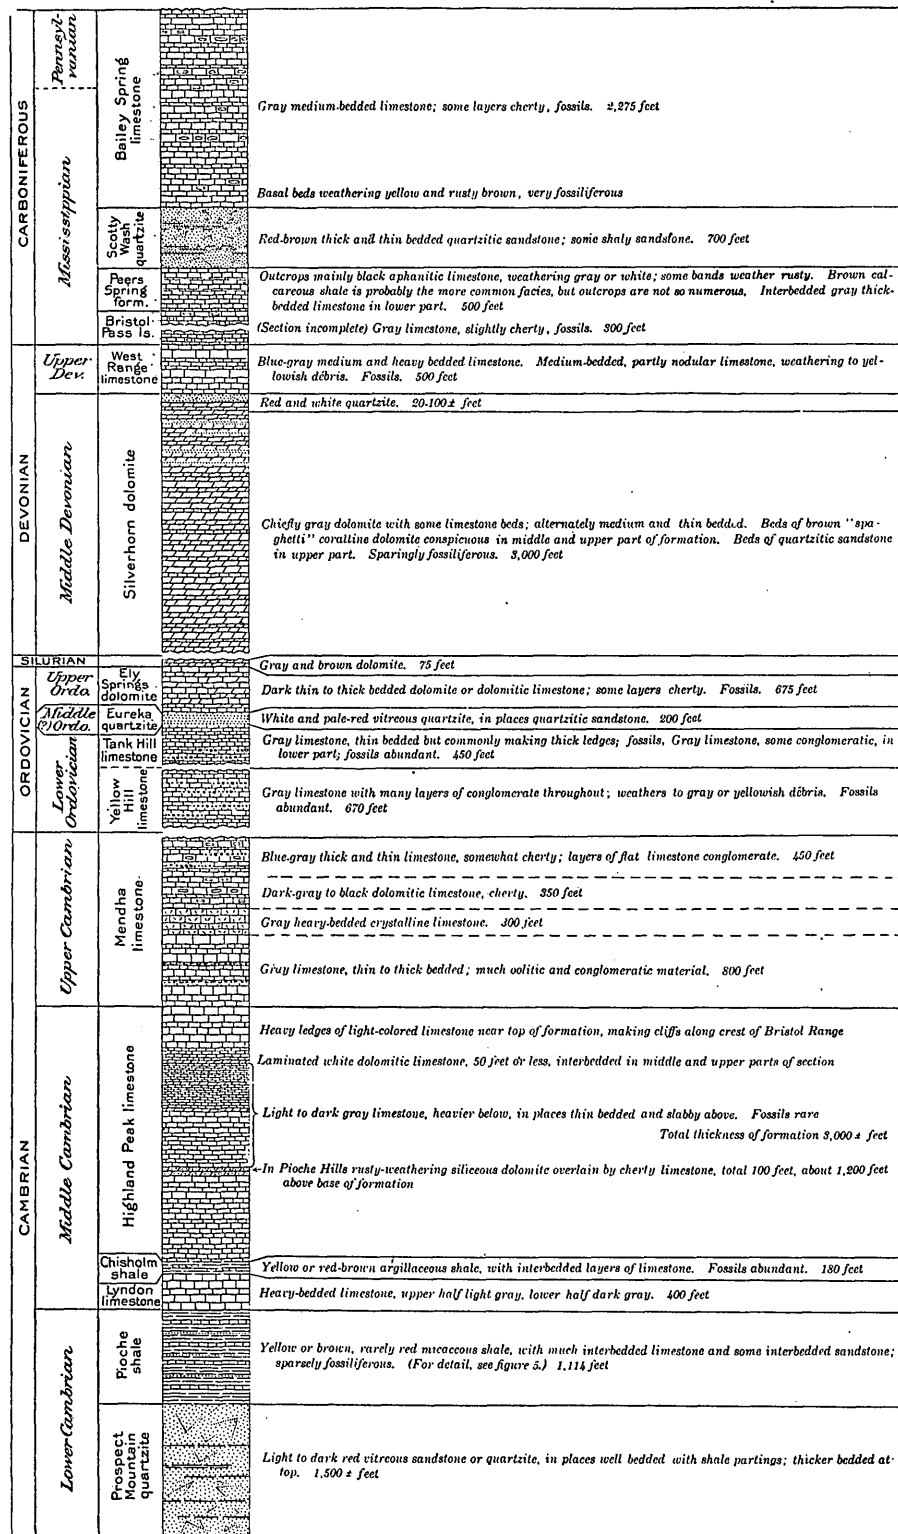 CARBONIFEROUS
Pennsyl-
vanian
Mississippian
Bailey Spring
limestone
Gray medium-bedded limestone; some layers cherty, fossils. 2,275 feet
Basal beds weathering yellow and rusty brown, very fossiliferous
Scotty
Wash
quartzite
Red-brown thick and thin bedded quartzitic sandstone; some shaly sandstone. 700 feet
Peers
Spring
form.
Outcrops mainly black aphanitic limestone, weathering gray or white; some bands weather rusty. Brown cal-
careous shale is probably the more common facies, but outcrops are not so numerous. Interbedded gray thick-
bedded limestone in lower part. 500 feet
Bristol
Pass ls.
(Section incomplete) Gray limestone, slightly cherty, fossils. 300 feet
DEVONIAN
Upper
Dev.
West
Range
limestone
Blue-gray medium and heavy bedded limestone. Medium-bedded, partly nodular limestone, weathering to yel-
lowish débris. Fossils. 500 feet
Middle Devonian
Silverhorn dolomite
Red and white quartzite. 20-100± feet
Chiefly gray dolomite with some limestone beds; alternately medium and thin bedded. Beds of brown "spa-
ghetti" coralline dolomite conspicuous in middle and upper part of formation. Beds of quartzitic sandstone
in upper part. Sparingly fossiliferous. 3,000 feet
SILURIAN
Gray and brown dolomite. 75 feet
ORDOVICIAN
Upper
Ordo.
Ely
Springs
dolomite
Dark thin to thick bedded dolomite or dolomitic limestone; some layers cherty. Fossils. 675 feet
Middle
(?) Ordo.
Eureka
quartzite
White and pale-red vitreous quartzite, in places quartzitic sandstone. 200 feet
Lower
Ordovician
Tank Hill
limestone
Gray limestone, thin bedded but commonly making thick ledges; fossils, Gray limestone, some conglomeratic, in
lower part; fossils abundant. 450 feet
Yellow
Hill
limestone
Gray limestone with many layers of conglomerate throughout; weathers to gray or yellowish débris. Fossils
abundant. 670 feet
CAMBRIAN
Upper Cambrian
Mendha
limestone
Blue-gray thick and thin limestone, somewhat cherty; layers of flat limestone conglomerate. 450 feet
Dark-gray to black dolomitic limestone, cherty. 350 feet
Gray heavy-bedded crystalline limestone. 300 feet
Gray limestone, thin to thick bedded; much oolitic and conglomeratic material. 800 feet
Middle Cambrian
Highland Peak limestone
Heavy ledges of light-colored limestone near top of formation, making cliffs along crest of Bristol Range
Laminated white dolomitic limestone, 50 feet or less, interbedded in middle and upper parts of section
Light to dark gray limestone, heavier below, in places thin bedded and slabby above. Fossils rare
Total thickness of formation 3,000 ± feet
In Pioche Hills rusty-weathering siliceous dolomite overlain by cherty limestone, total 100 feet, about 1,200 feet
above base of formation
Chisholm
shale
Yellow or red-brown argillaceous shale, with interbedded layers of limestone. Fossils abundant. 180 feet
Lyndon
limestone
Heavy-bedded limestone, upper half light gray, lower half dark gray. 400 feet
Lower Cambrian
Pioche
shale
Yellow or brown, rarely red micaceous shale, with much interbedded limestone and some interbedded sandstone;
sparsely fossiliferous. (For detail, see figure 5.) 1,114 feet
Prospect
Mountain
quartzite
Light to dark red vitreous sandstone or quartzite, in places well bedded with shale partings; thicker bedded at
top. 1,500 ± feet